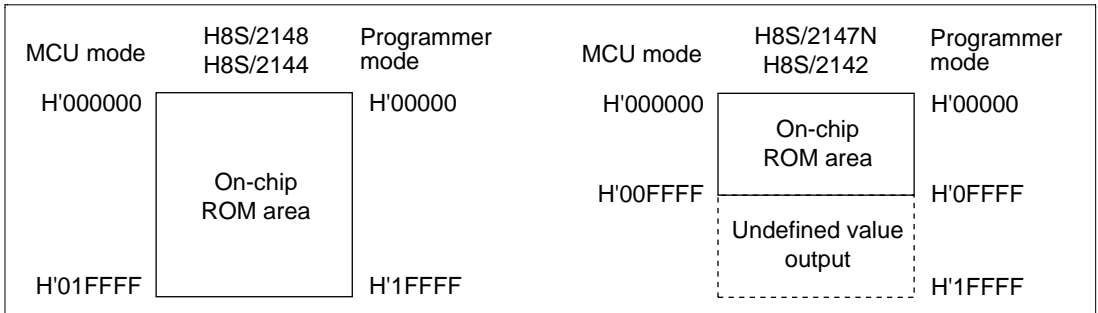 MCU mode
H8S/2148
H8S/2144
Programmer
mode
H'000000
H'00000
On-chip
ROM area
H'01FFFF
H'1FFFF
MCU mode
H8S/2147N
H8S/2142
Programmer
mode
H'000000
H'00000
On-chip
ROM area
H'00FFFF
H'0FFFF
Undefined value
output
H'1FFFF